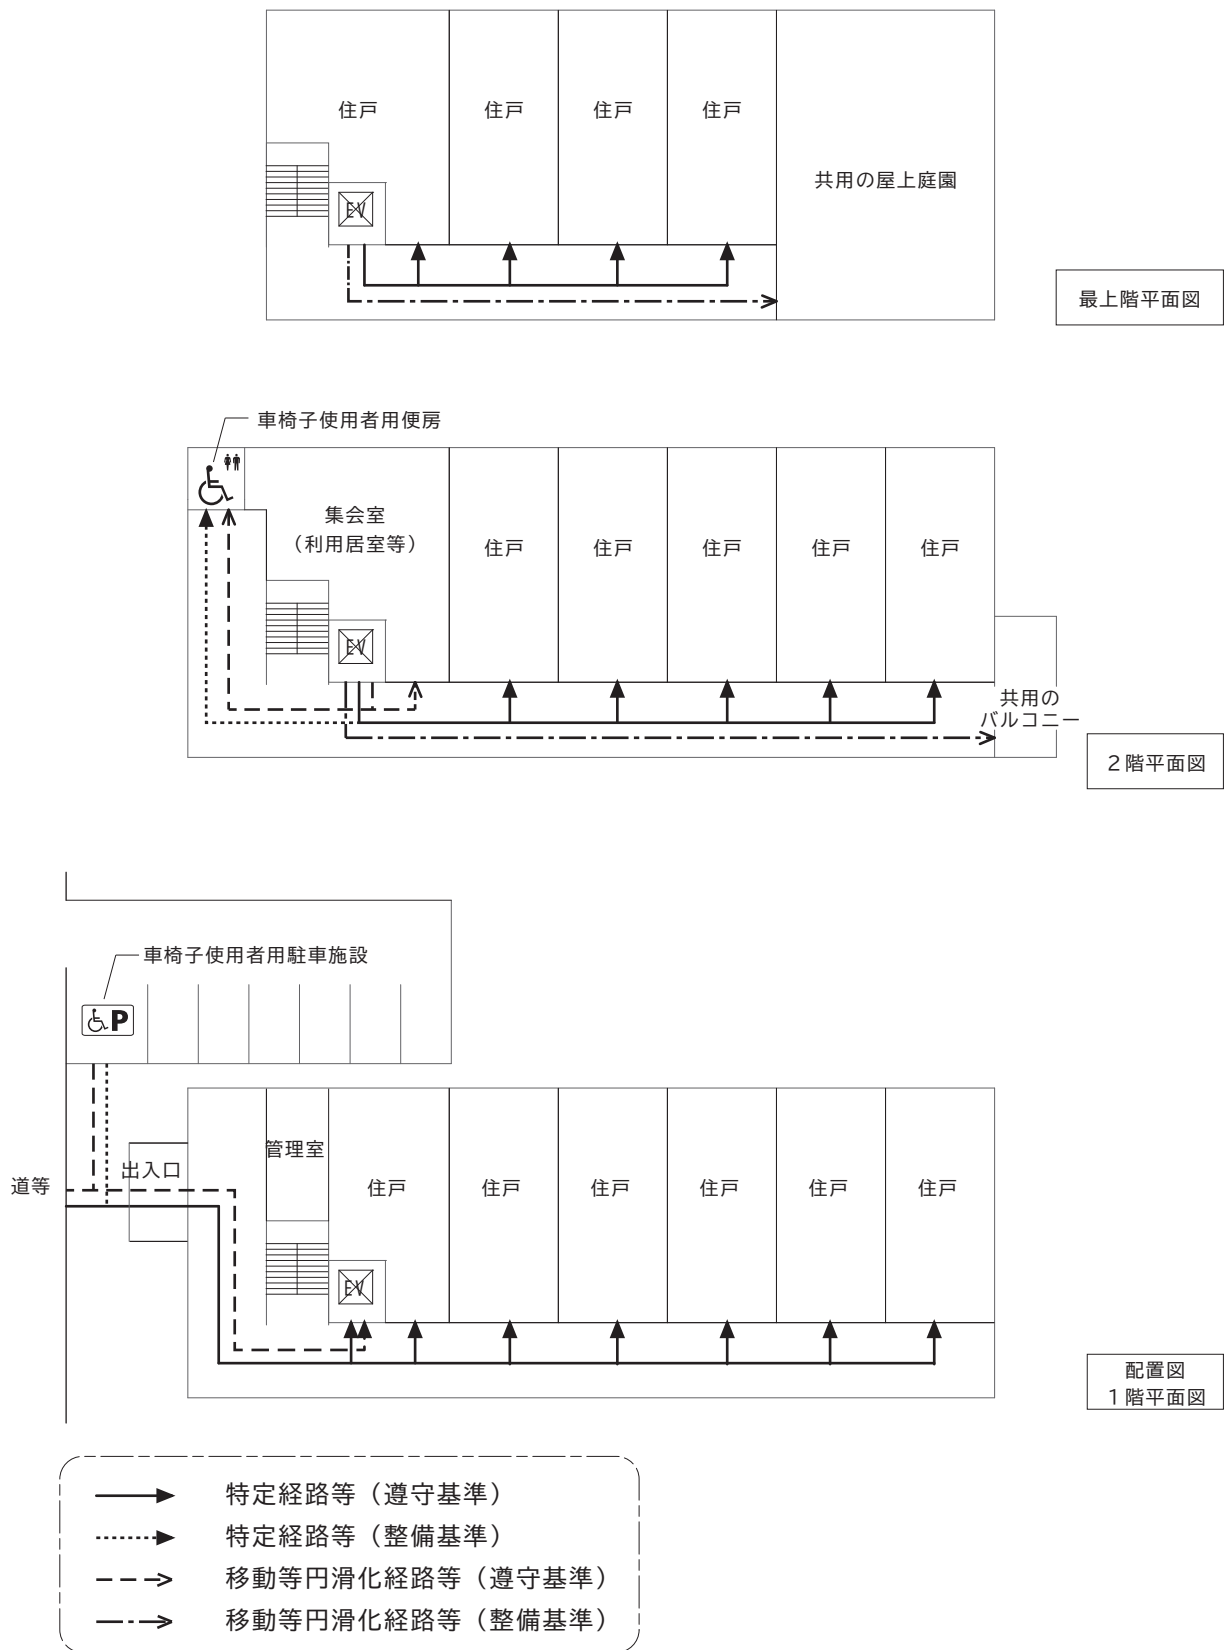 住戸
住戸
住戸
住戸
共用の屋上庭園
EV
最上階平面図
車椅子使用者用便房
集会室
（利用居室等）
住戸
住戸
住戸
住戸
住戸
EV
共用の
バルコニー
２階平面図
車椅子使用者用駐車施設
P
管理室
出入口
道等
住戸
住戸
住戸
住戸
住戸
住戸
EV
配置図
１階平面図
特定経路等（遵守基準）
特定経路等（整備基準）
移動等円滑化経路等（遵守基準）
移動等円滑化経路等（整備基準）